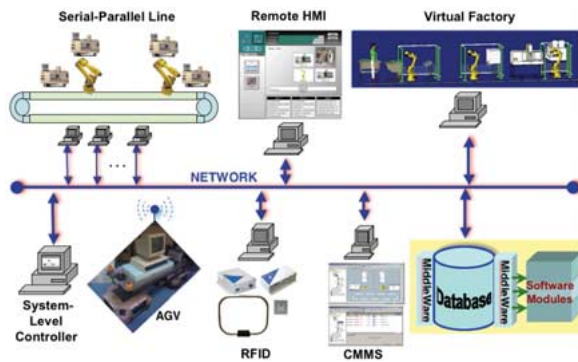 Serial-Parallel Line
Remote HMI
Virtual Factory
...
NETWORK
System-
Level
Controller
AGV
RFID
CMMS
MiddleWare
Database
MiddleWare
Software
Modules